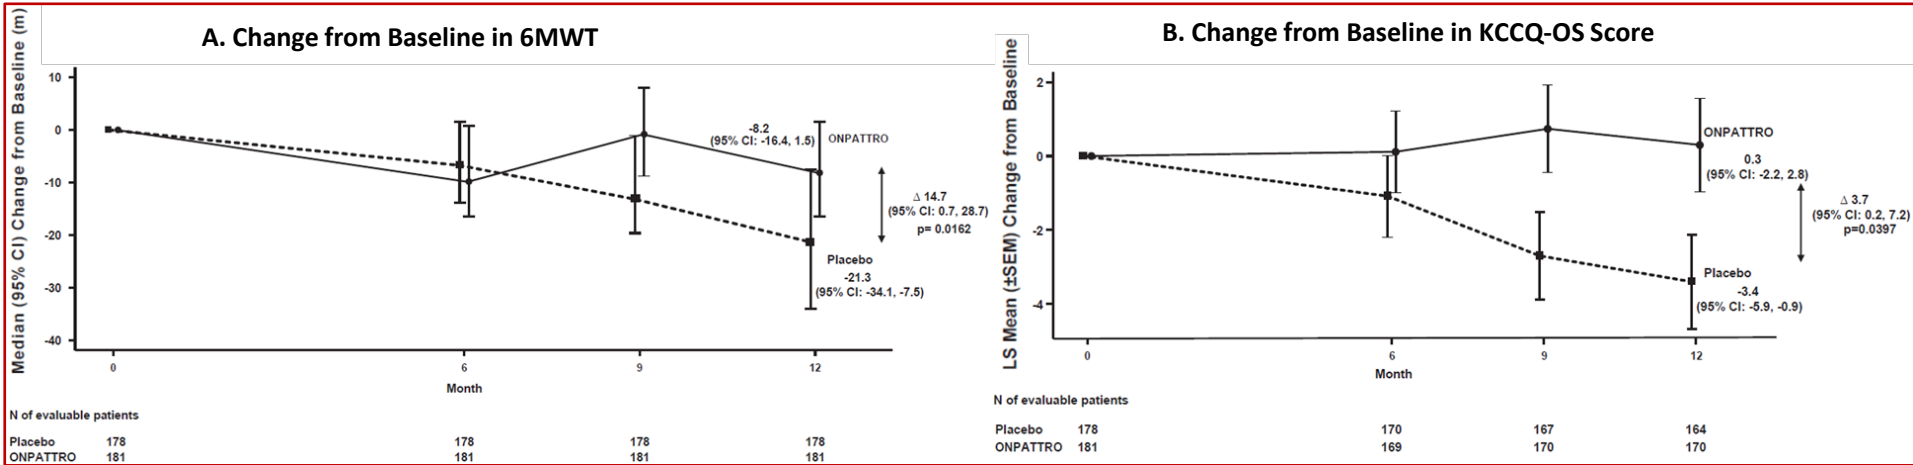 A. Change from Baseline in 6MWT
Median (95% CI) Change from Baseline (m)
10
0
-10
-20
-30
-40
-8.2
(95% CI: -16.4, 1.5)
ONPATTRO
Δ 14.7
(95% CI: 0.7, 28.7)
p= 0.0162
Placebo
-21.3
(95% CI: -34.1, -7.5)
0 6 9 12
Month
N of evaluable patients
Placebo 178 178 178 178
ONPATTRO 181 181 181 181
B. Change from Baseline in KCCQ-OS Score
LS Mean (±SEM) Change from Baseline
2
0
-2
-4
ONPATTRO
0.3
(95% CI: -2.2, 2.8)
Δ 3.7
(95% CI: 0.2, 7.2)
p=0.0397
Placebo
-3.4
(95% CI: -5.9, -0.9)
0 6 9 12
Month
N of evaluable patients
Placebo 178 170 167 164
ONPATTRO 181 169 170 170